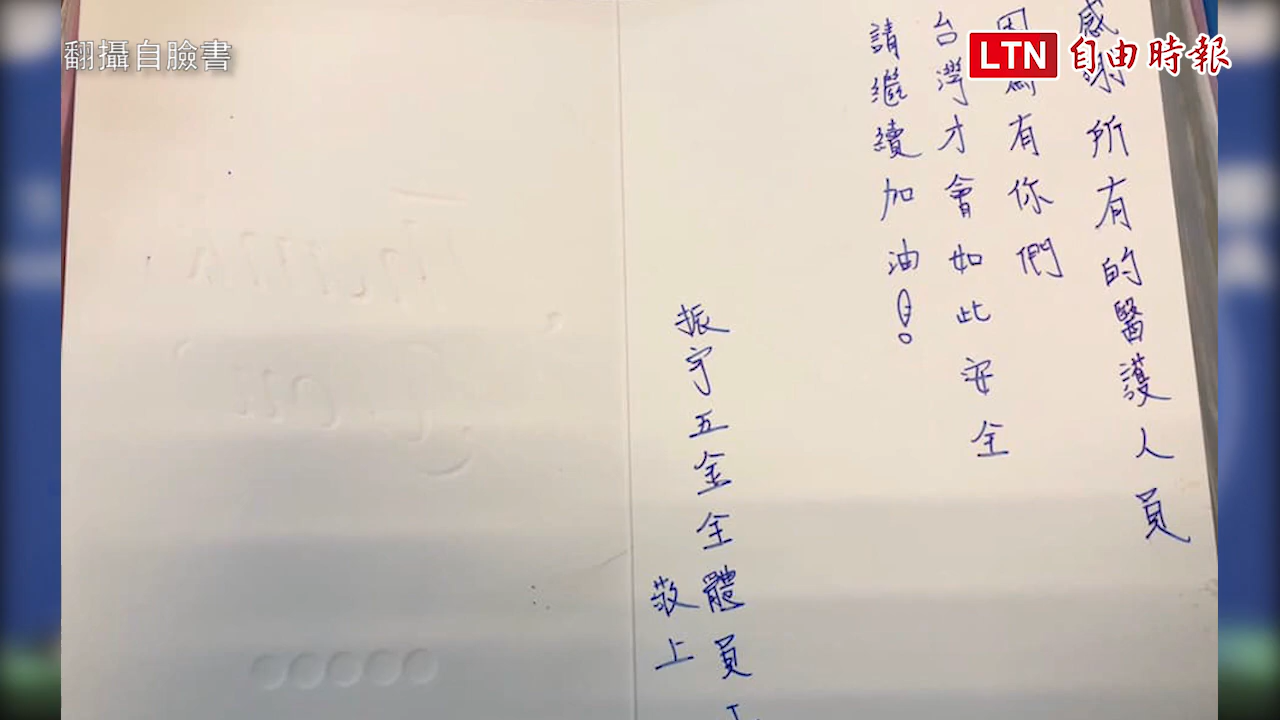 翻攝自臉書
LTN 自由時報
感謝所有的醫護人員
因為有你們
台灣才會如此安全
請繼續加油！
振宇五金全體員工
敬上